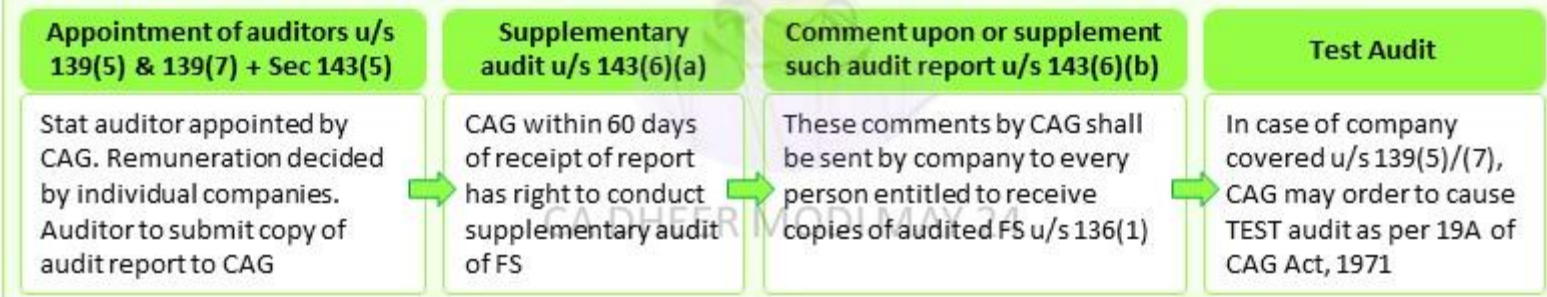 Appointment of auditors u/s
139(5) & 139(7) + Sec 143(5)
Stat auditor appointed by
CAG. Remuneration decided
by individual companies.
Auditor to submit copy of
audit report to CAG
Supplementary
audit u/s 143(6)(a)
CAG within 60 days
of receipt of report
has right to conduct
supplementary audit
of FS
Comment upon or supplement
such audit report u/s 143(6)(b)
These comments by CAG shall
be sent by company to every
person entitled to receive
copies of audited FS u/s 136(1)
Test Audit
In case of company
covered u/s 139(5)/(7),
CAG may order to cause
TEST audit as per 19A of
CAG Act, 1971
CA DHEER MODI MAY 24